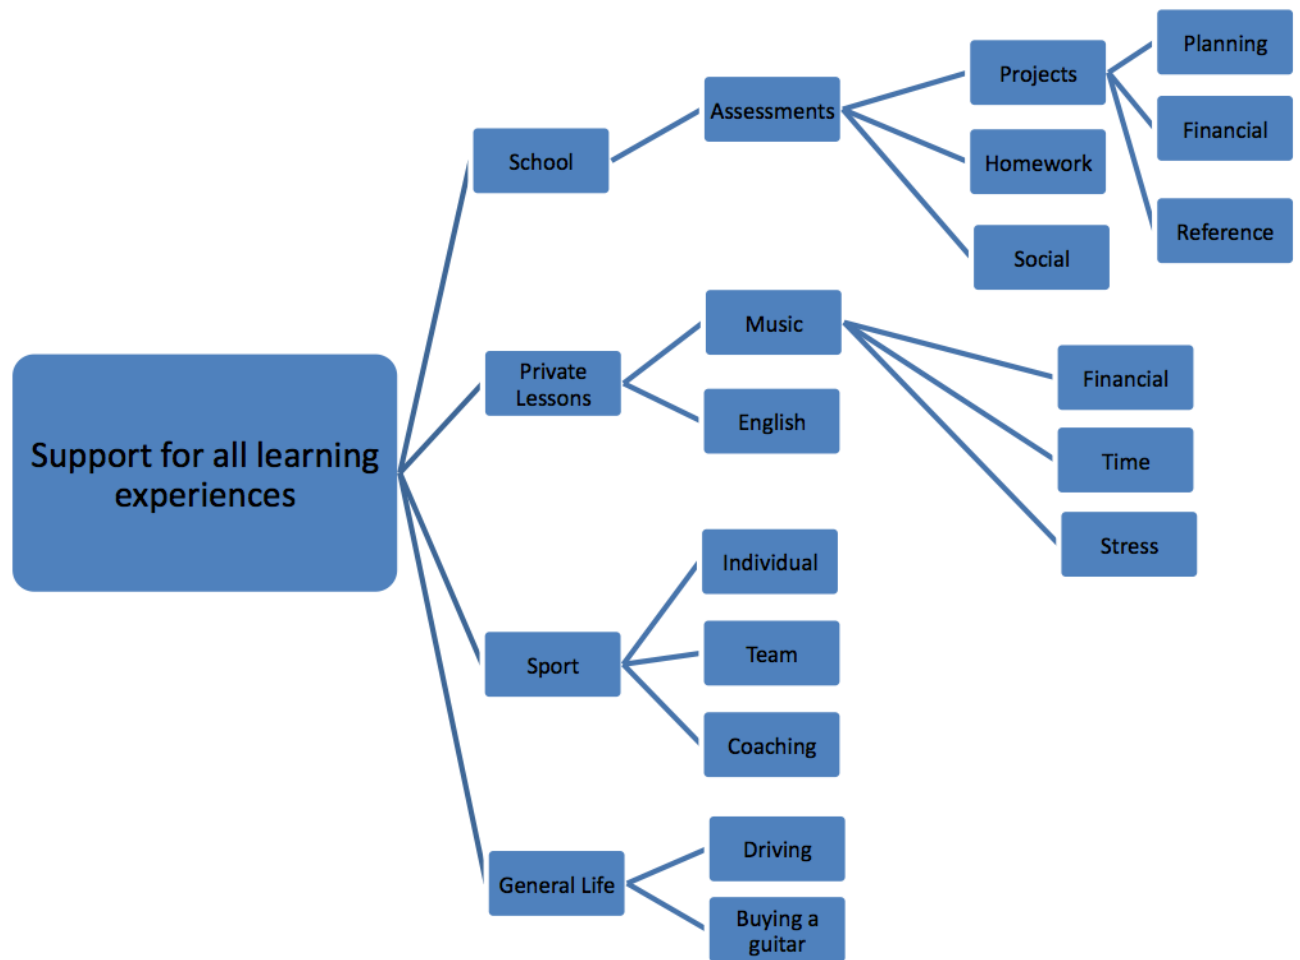 Support for all learning
experiences
School
Assessments
Projects
Planning
Financial
Reference
Homework
Social
Private
Lessons
Music
Financial
Time
Stress
English
Sport
Individual
Team
Coaching
General Life
Driving
Buying a
guitar